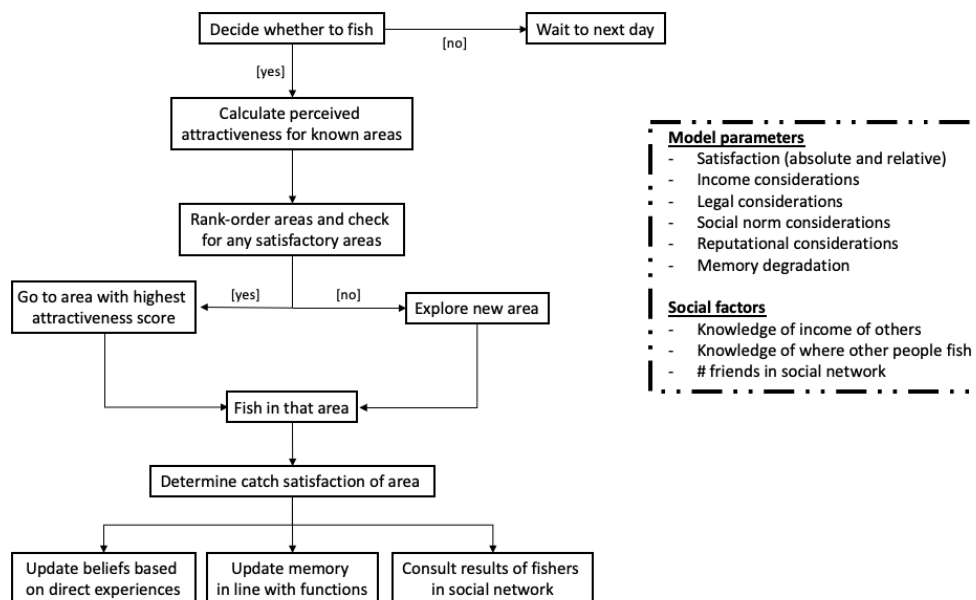 Decide whether to fish
Wait to next day
[no]
[yes]
Calculate perceived
attractiveness for known areas
Rank-order areas and check
for any satisfactory areas
[yes]
[no]
Go to area with highest
attractiveness score
Explore new area
Fish in that area
Determine catch satisfaction of area
Update beliefs based
on direct experiences
Update memory
in line with functions
Consult results of fishers
in social network
Model parameters
- Satisfaction (absolute and relative)
- Income considerations
- Legal considerations
- Social norm considerations
- Reputational considerations
- Memory degradation
Social factors
- Knowledge of income of others
- Knowledge of where other people fish
- # friends in social network